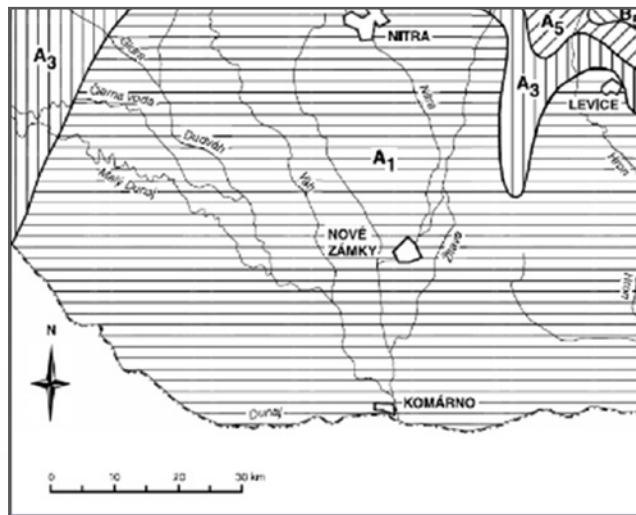 NITRA
A5
A3
Čierna voda
A3
LEVICE
Nitra
Dudváh
Malý Dunaj
Váh
A1
Hron
NOVÉ
ZÁMKY
Žitava
Hron
N
Dunaj
KOMÁRNO
0 10 20 30 km